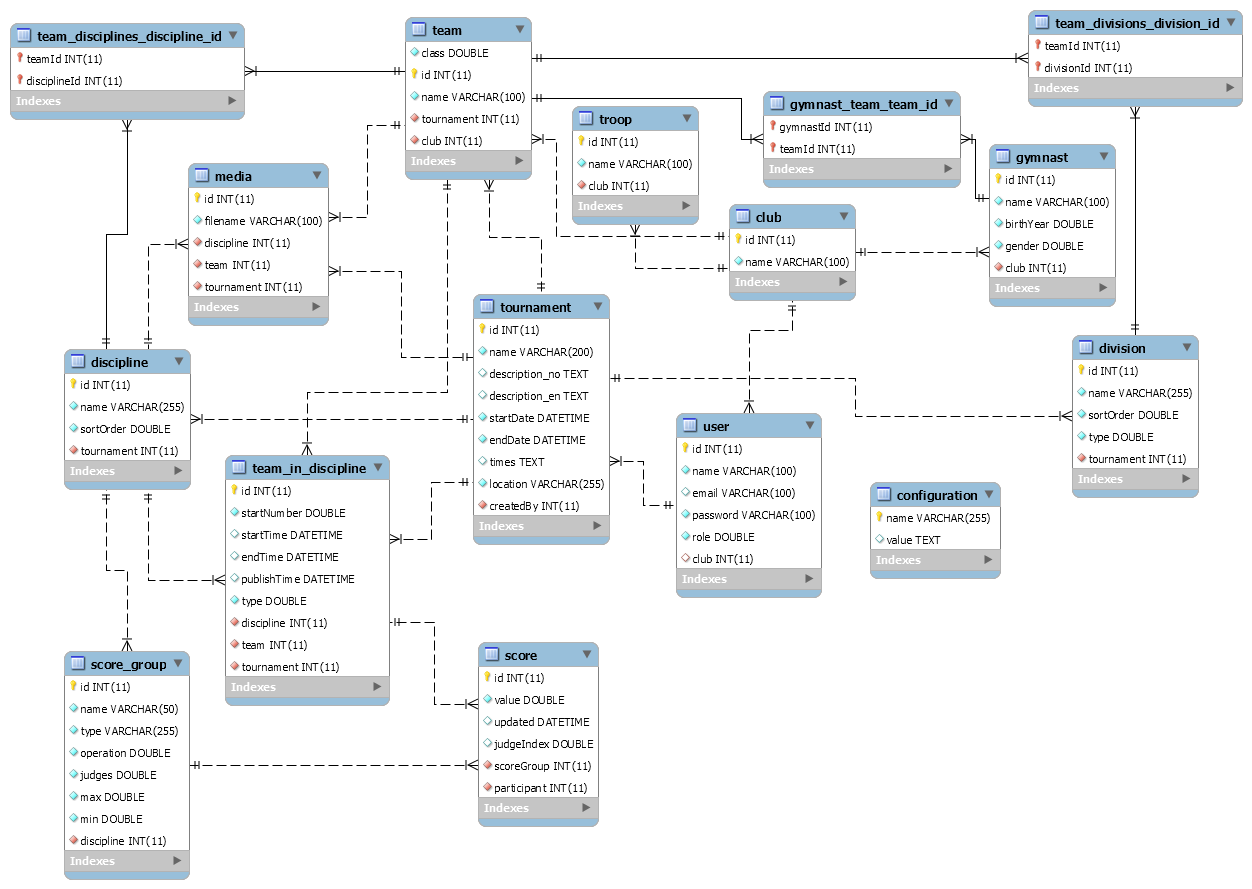 team_disciplines_discipline_id
teamId INT(11)
disciplineId INT(11)
Indexes
team
class DOUBLE
id INT(11)
name VARCHAR(100)
tournament INT(11)
club INT(11)
Indexes
team_divisions_division_id
teamId INT(11)
divisionId INT(11)
Indexes
gymnast_team_team_id
gymnastId INT(11)
teamId INT(11)
Indexes
troop
id INT(11)
name VARCHAR(100)
club INT(11)
Indexes
gymnast
id INT(11)
name VARCHAR(100)
birthYear DOUBLE
gender DOUBLE
club INT(11)
Indexes
media
id INT(11)
filename VARCHAR(100)
discipline INT(11)
team INT(11)
tournament INT(11)
Indexes
club
id INT(11)
name VARCHAR(100)
Indexes
tournament
id INT(11)
name VARCHAR(200)
description_no TEXT
description_en TEXT
startDate DATETIME
endDate DATETIME
times TEXT
location VARCHAR(255)
createdBy INT(11)
Indexes
division
id INT(11)
name VARCHAR(255)
sortOrder DOUBLE
type DOUBLE
tournament INT(11)
Indexes
discipline
id INT(11)
name VARCHAR(255)
sortOrder DOUBLE
tournament INT(11)
Indexes
user
id INT(11)
name VARCHAR(100)
email VARCHAR(100)
password VARCHAR(100)
role DOUBLE
club INT(11)
Indexes
team_in_discipline
id INT(11)
startNumber DOUBLE
startTime DATETIME
endTime DATETIME
publishTime DATETIME
type DOUBLE
discipline INT(11)
team INT(11)
tournament INT(11)
Indexes
configuration
name VARCHAR(255)
value TEXT
Indexes
score_group
id INT(11)
name VARCHAR(50)
type VARCHAR(255)
operation DOUBLE
judges DOUBLE
max DOUBLE
min DOUBLE
discipline INT(11)
Indexes
score
id INT(11)
value DOUBLE
updated DATETIME
judgeIndex DOUBLE
scoreGroup INT(11)
participant INT(11)
Indexes